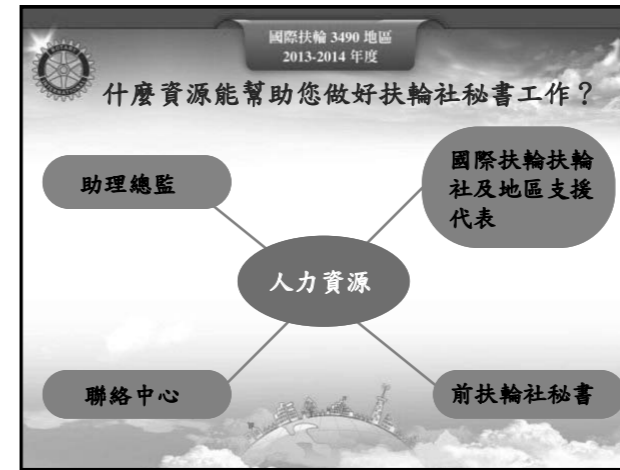 國際扶輪 3490 地區
2013-2014 年度
什麼資源能幫助您做好扶輪社秘書工作？
助理總監
國際扶輪扶輪
社及地區支援
代表
人力資源
聯絡中心
前扶輪社秘書